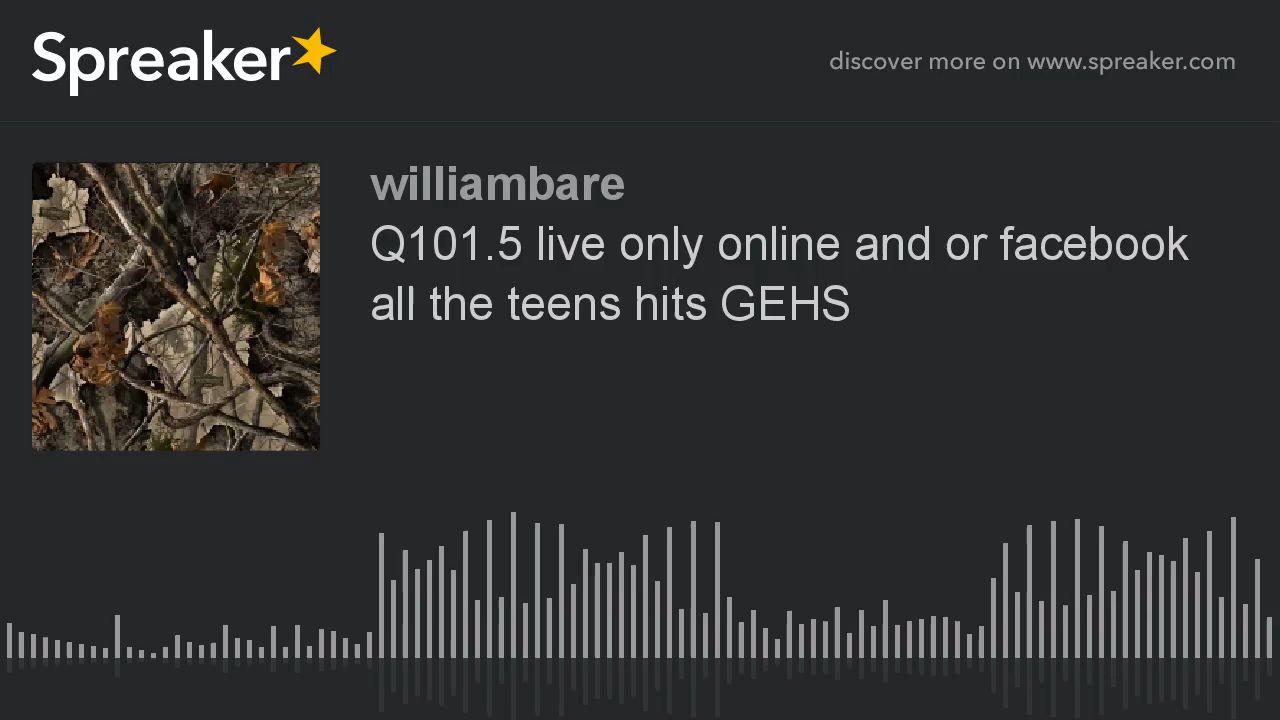 Spreaker
discover more on www.spreaker.com
williambare
Q101.5 live only online and or facebook
all the teens hits GEHS